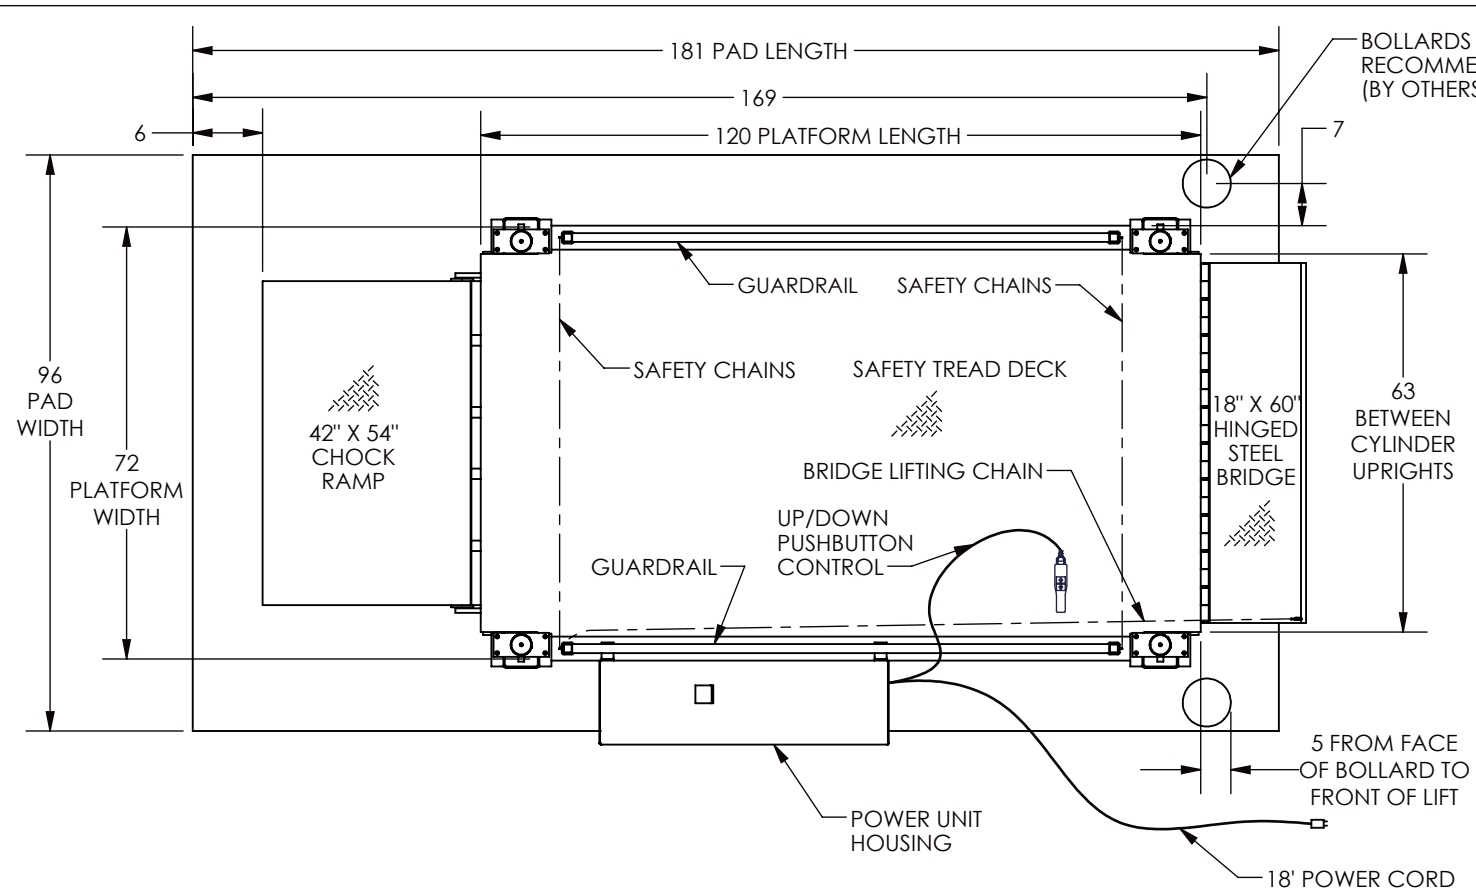 181 PAD LENGTH
BOLLARDS
(BY OTHERS
169
6
120 PLATFORM LENGTH
7
GUARDRAIL
SAFETY CHAINS
SAFETY CHAINS
SAFETY TREAD DECK
96
PAD
WIDTH
42" X 54"
CHOCK
RAMP
72
PLATFORM
WIDTH
18" X 60"
HINGED
STEEL
BRIDGE
63
BETWEEN
CYLINDER
UPRIGHTS
BRIDGE LIFTING CHAIN
UP/DOWN
PUSHBUTTON
CONTROL
GUARDRAIL
5 FROM FACE
OF BOLLARD TO
FRONT OF LIFT
POWER UNIT
HOUSING
18' POWER CORD